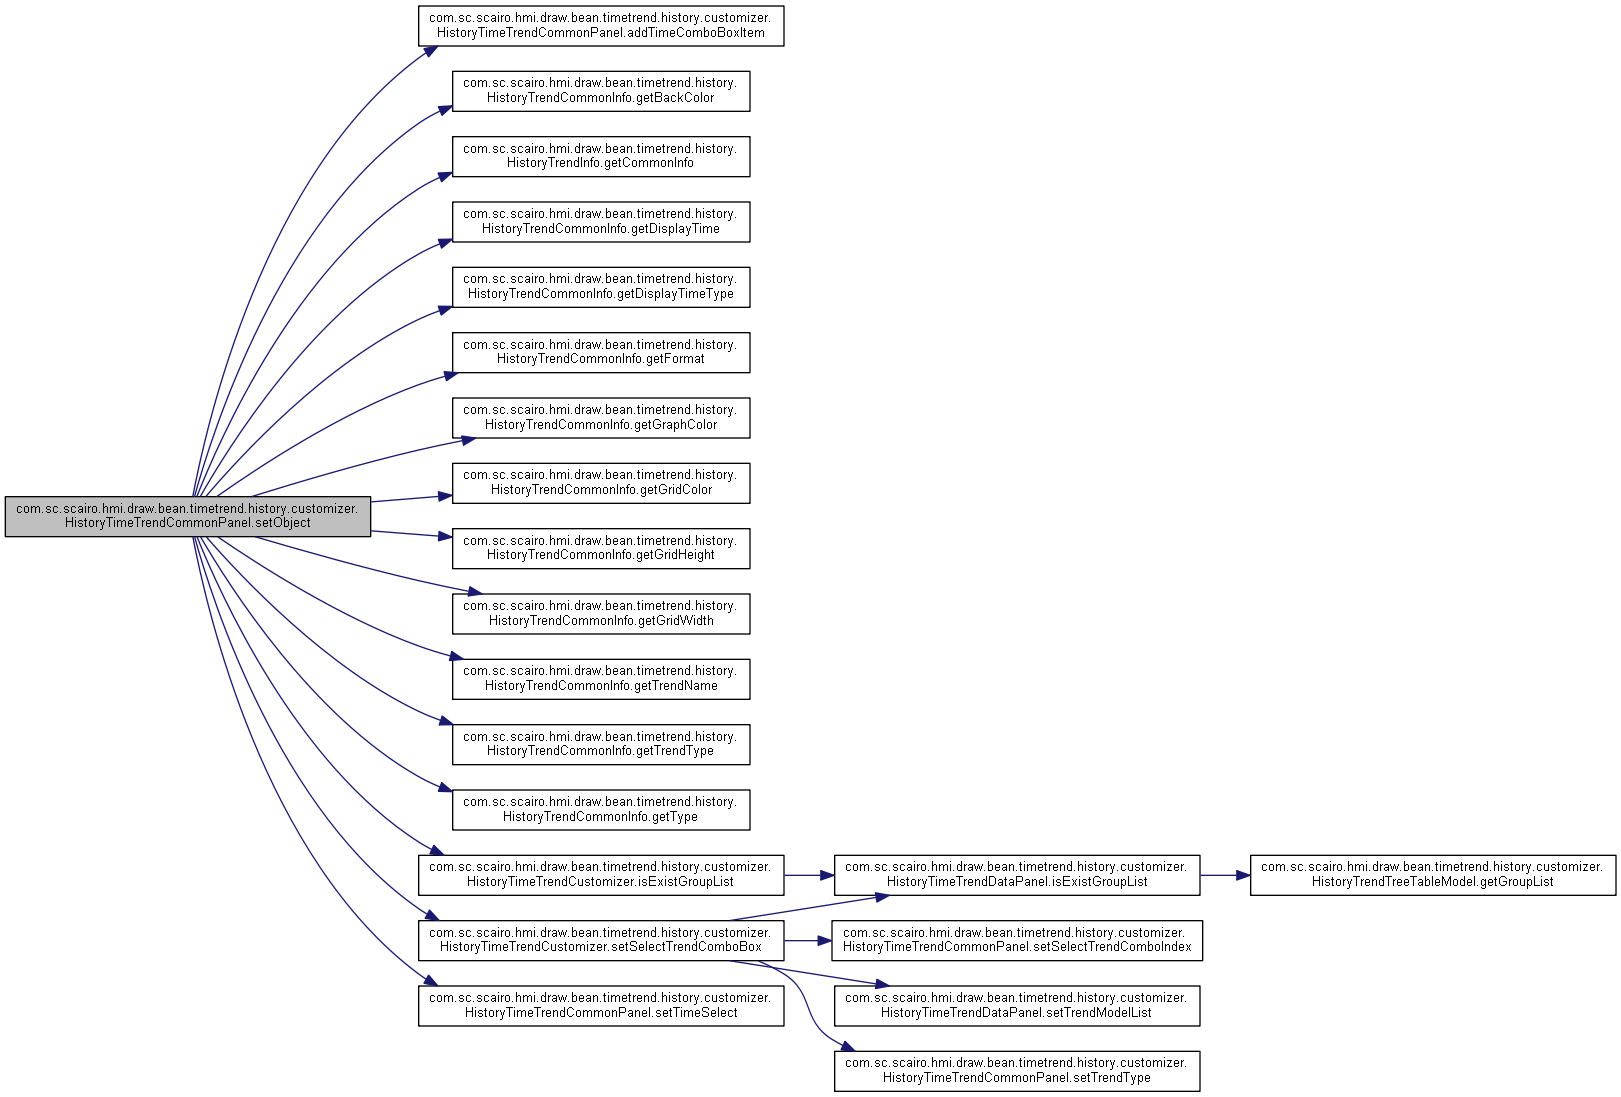 com.sc.scairo.hmi.draw.bean.timetrend.history.customizer.
HistoryTimeTrendCommonPanel.addTimeComboBoxItem
com.sc.scairo.hmi.draw.bean.timetrend.history.
HistoryTrendCommonInfo.getBackColor
com.sc.scairo.hmi.draw.bean.timetrend.history.
HistoryTrendInfo.getCommonInfo
com.sc.scairo.hmi.draw.bean.timetrend.history.
HistoryTrendCommonInfo.getDisplayTime
com.sc.scairo.hmi.draw.bean.timetrend.history.
HistoryTrendCommonInfo.getDisplayTimeType
com.sc.scairo.hmi.draw.bean.timetrend.history.
HistoryTrendCommonInfo.getFormat
com.sc.scairo.hmi.draw.bean.timetrend.history.
HistoryTrendCommonInfo.getGraphColor
com.sc.scairo.hmi.draw.bean.timetrend.history.
HistoryTrendCommonInfo.getGridColor
com.sc.scairo.hmi.draw.bean.timetrend.history.customizer.
HistoryTimeTrendCommonPanel.setObject
com.sc.scairo.hmi.draw.bean.timetrend.history.
HistoryTrendCommonInfo.getGridHeight
com.sc.scairo.hmi.draw.bean.timetrend.history.
HistoryTrendCommonInfo.getGridWidth
com.sc.scairo.hmi.draw.bean.timetrend.history.
HistoryTrendCommonInfo.getTrendName
com.sc.scairo.hmi.draw.bean.timetrend.history.
HistoryTrendCommonInfo.getTrendType
com.sc.scairo.hmi.draw.bean.timetrend.history.
HistoryTrendCommonInfo.getType
com.sc.scairo.hmi.draw.bean.timetrend.history.customizer.
HistoryTimeTrendCustomizer.isExistGroupList
com.sc.scairo.hmi.draw.bean.timetrend.history.customizer.
HistoryTimeTrendDataPanel.isExistGroupList
com.sc.scairo.hmi.draw.bean.timetrend.history.customizer.
HistoryTrendTreeTableModel.getGroupList
com.sc.scairo.hmi.draw.bean.timetrend.history.customizer.
HistoryTimeTrendCustomizer.setSelectTrendComboBox
com.sc.scairo.hmi.draw.bean.timetrend.history.customizer.
HistoryTimeTrendCommonPanel.setSelectTrendComboIndex
com.sc.scairo.hmi.draw.bean.timetrend.history.customizer.
HistoryTimeTrendCommonPanel.setTimeSelect
com.sc.scairo.hmi.draw.bean.timetrend.history.customizer.
HistoryTimeTrendDataPanel.setTrendModelList
com.sc.scairo.hmi.draw.bean.timetrend.history.customizer.
HistoryTimeTrendCommonPanel.setTrendType